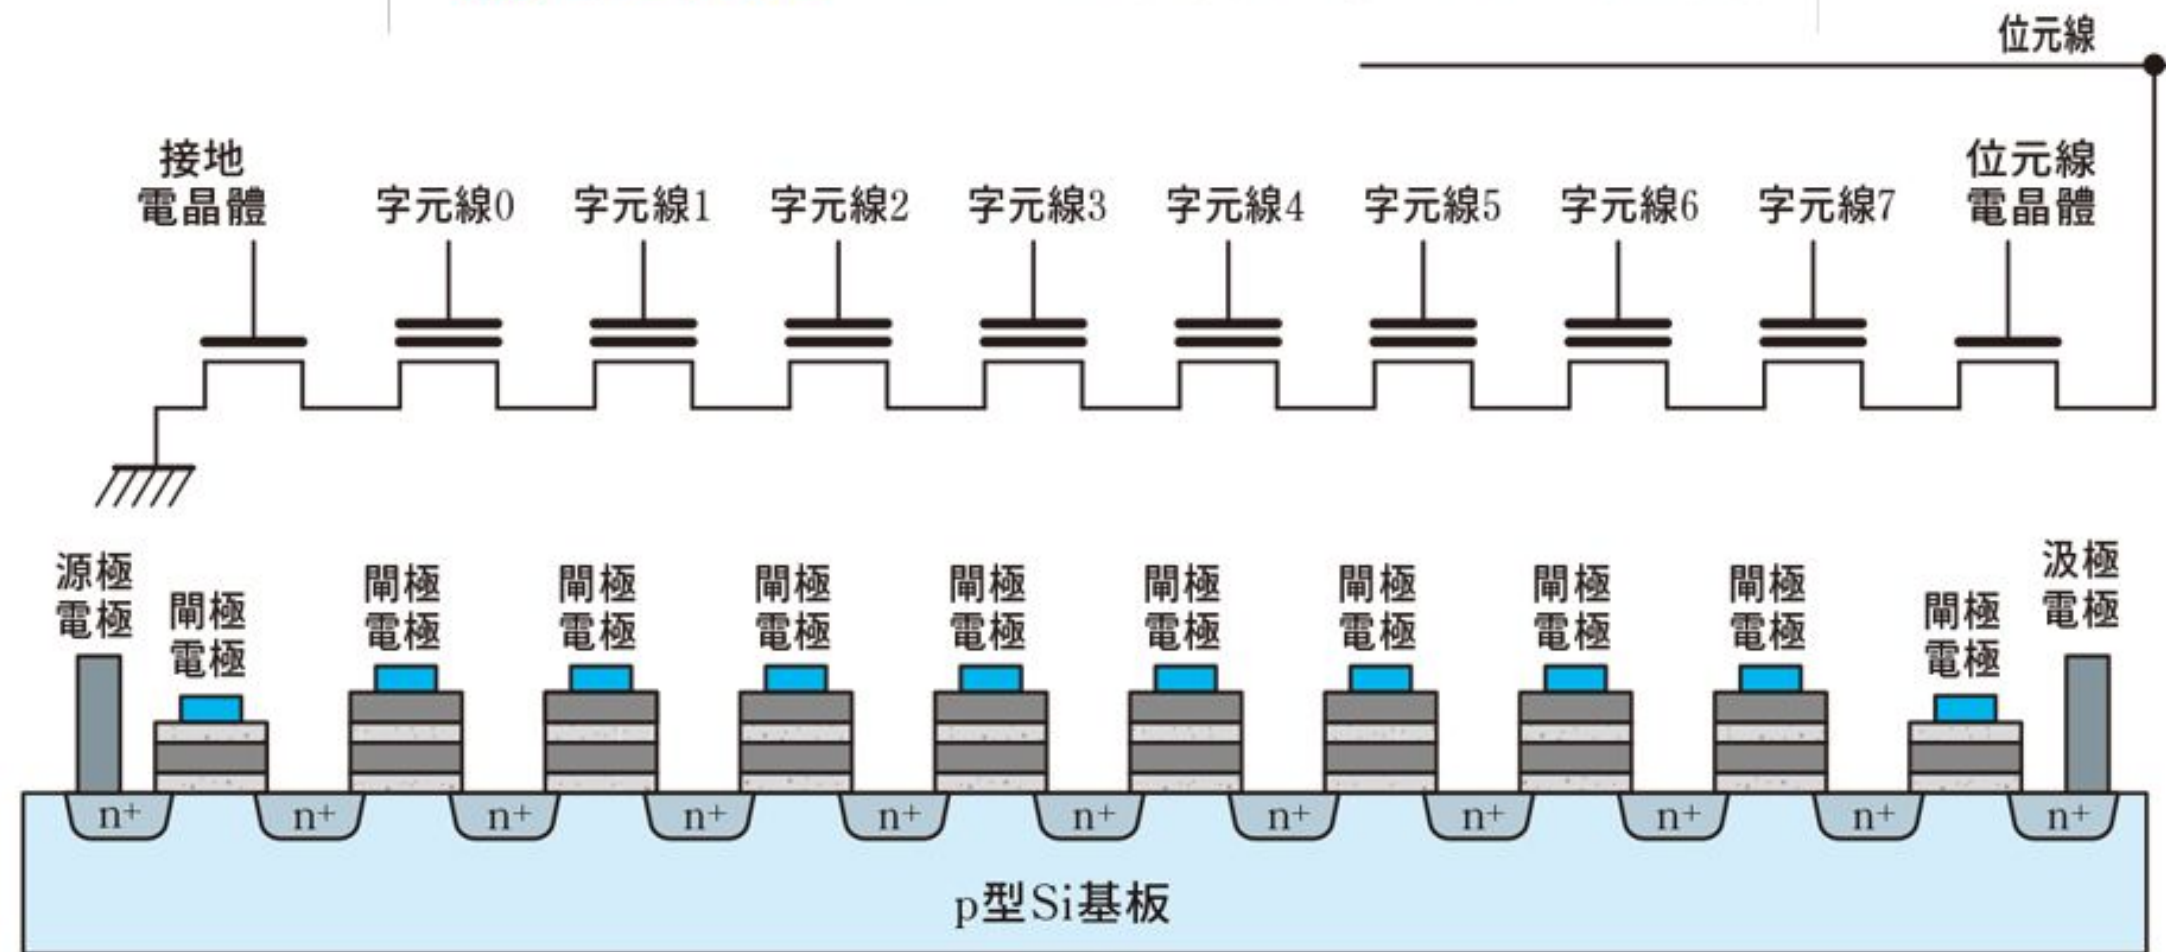 位元線
接地
電晶體
字元線0
字元線1
字元線2
字元線3
字元線4
字元線5
字元線6
字元線7
位元線
電晶體
源極
電極
閘極
電極
閘極
電極
閘極
電極
閘極
電極
閘極
電極
閘極
電極
閘極
電極
閘極
電極
閘極
電極
閘極
電極
汲極
電極
n+
n+
n+
n+
n+
n+
n+
n+
n+
n+
n+
p型Si基板